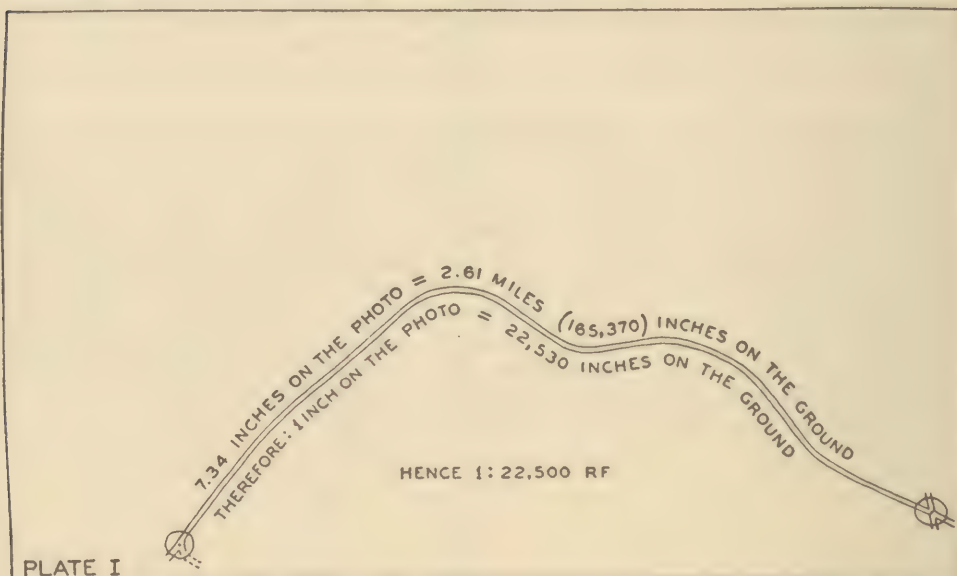 7.34 INCHES ON THE PHOTO = 2.61 MILES (165,370) INCHES ON THE GROUND
THEREFORE: 1 INCH ON THE PHOTO = 22,530 INCHES ON THE GROUND
HENCE 1:22,500 RF
PLATE I